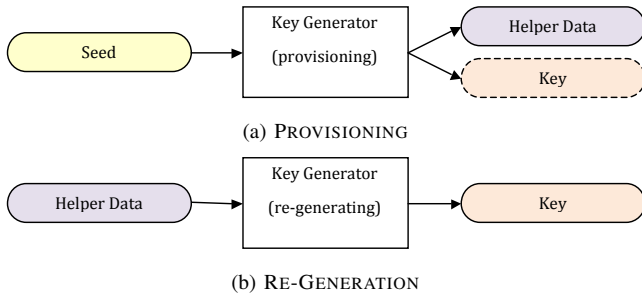 Seed
Key Generator
(provisioning)
Helper Data
Key
(a) PROVISIONING
Helper Data
Key Generator
(re-generating)
Key
(b) RE-GENERATION